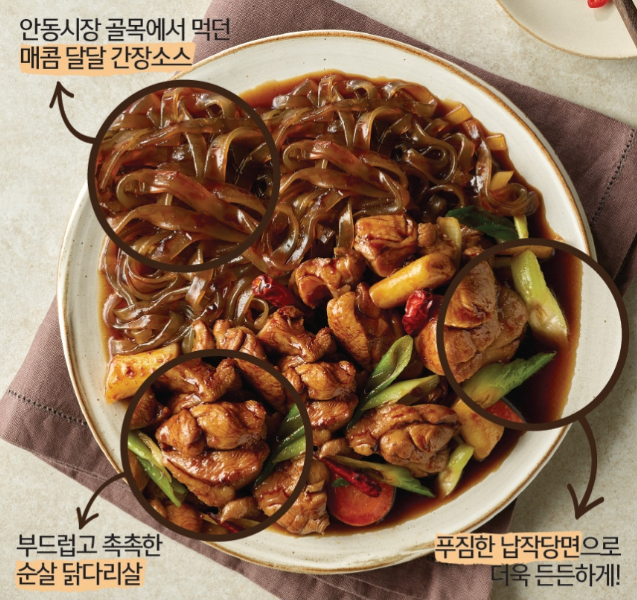 안동시장 골목에서 먹던
매콤 달달 간장소스
부드럽고 촉촉한
순살 닭다리살
푸짐한 납작당면으로
더욱 든든하게!